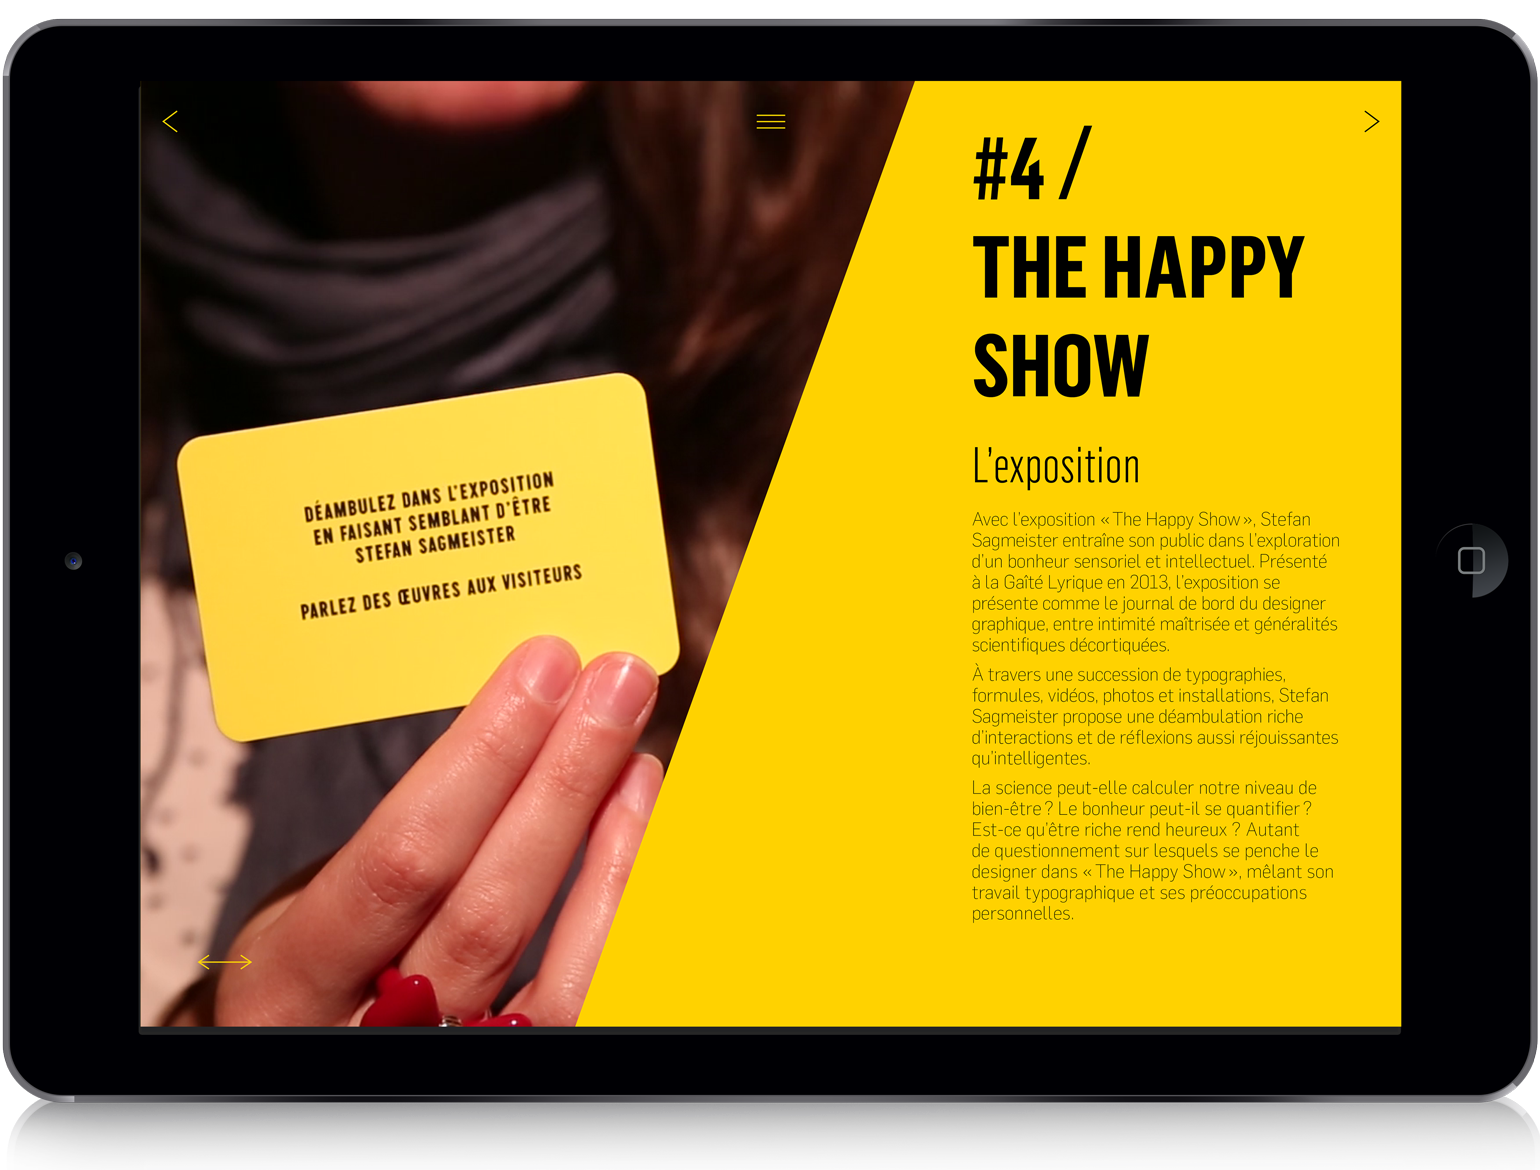 #4 /
THE HAPPY
SHOW
L'exposition
Avec l'exposition « The Happy Show », Stefan
Sagmeister entraîne son public dans l'exploration
d'un bonheur sensoriel et intellectuel. Présenté
à la Gaîté Lyrique en 2013, l'exposition se
présente comme le journal de bord du designer
graphique, entre intimité maîtrisée et généralités
scientifiques décortiquées.
À travers une succession de typographies,
formules, vidéos, photos et installations, Stefan
Sagmeister propose une déambulation riche
d'interactions et de réflexions aussi réjouissantes
qu'intelligentes.
La science peut-elle calculer notre niveau de
bien-être ? Le bonheur peut-il se quantifier ?
Est-ce qu'être riche rend heureux ? Autant
de questionnement sur lesquels se penche le
designer dans « The Happy Show », mêlant son
travail typographique et ses préoccupations
personnelles.
DÉAMBULEZ DANS L'EXPOSITION
EN FAISANT SEMBLANT D'ÊTRE
STEFAN SAGMEISTER
PARLEZ DES ŒUVRES AUX VISITEURS